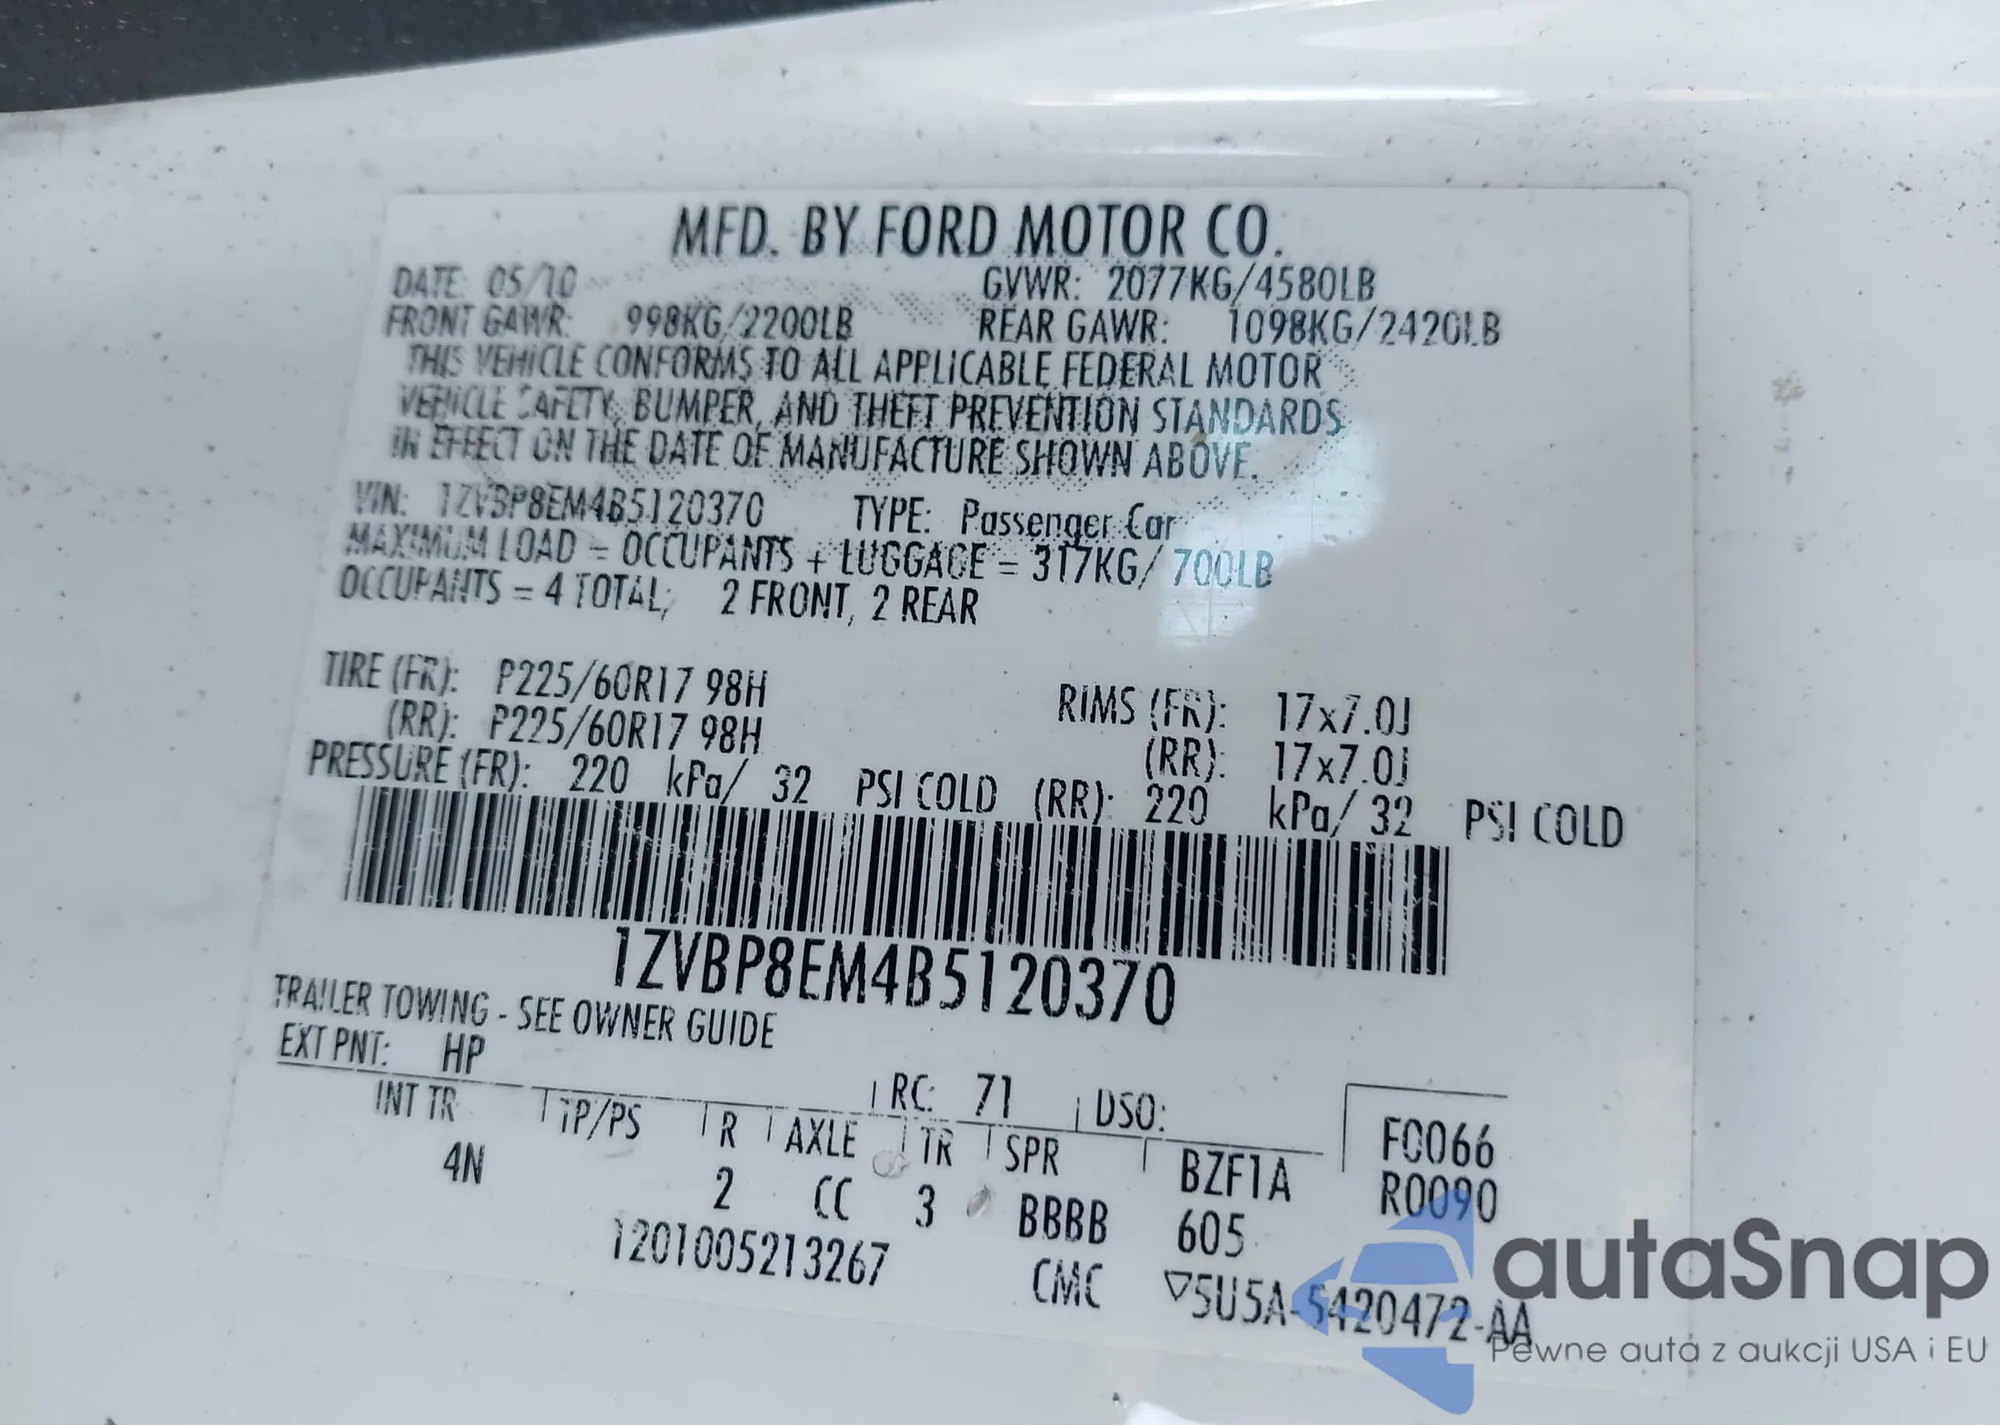 MFD. BY FORD MOTOR CO.
DATE: 05/10 GVWR: 2077KG/4580LB
FRONT GAWR: 998KG/2200LB REAR GAWR: 1098KG/2420LB
THIS VEHICLE CONFORMS TO ALL APPLICABLE FEDERAL MOTOR
VEHICLE SAFETY, BUMPER, AND THEFT PREVENTION STANDARDS
IN EFFECT ON THE DATE OF MANUFACTURE SHOWN ABOVE.
VIN: 1ZVBP8EM4B5120370 TYPE: Passenger Car
MAXIMUM LOAD = OCCUPANTS + LUGGAGE = 317KG/ 700LB
OCCUPANTS = 4 TOTAL, 2 FRONT, 2 REAR
TIRE (FR): P225/60R17 98H RIMS (FR): 17x7.0J
(RR): P225/60R17 98H (RR): 17x7.0J
PRESSURE (FR): 220 kPa/ 32 PSI COLD (RR): 220 kPa/ 32 PSI COLD
1ZVBP8EM4B5120370
TRAILER TOWING - SEE OWNER GUIDE
EXT PNT: HP RC: 71 DSO: F0066
INT TR TP/PS R AXLE TR SPR BZF1A R0090
4N 2 CC 3 BBBB 605
1201005213267 CMC ▽5U5A-5420472-AA
autaSnap
Pewne auta z aukcji USA i EU